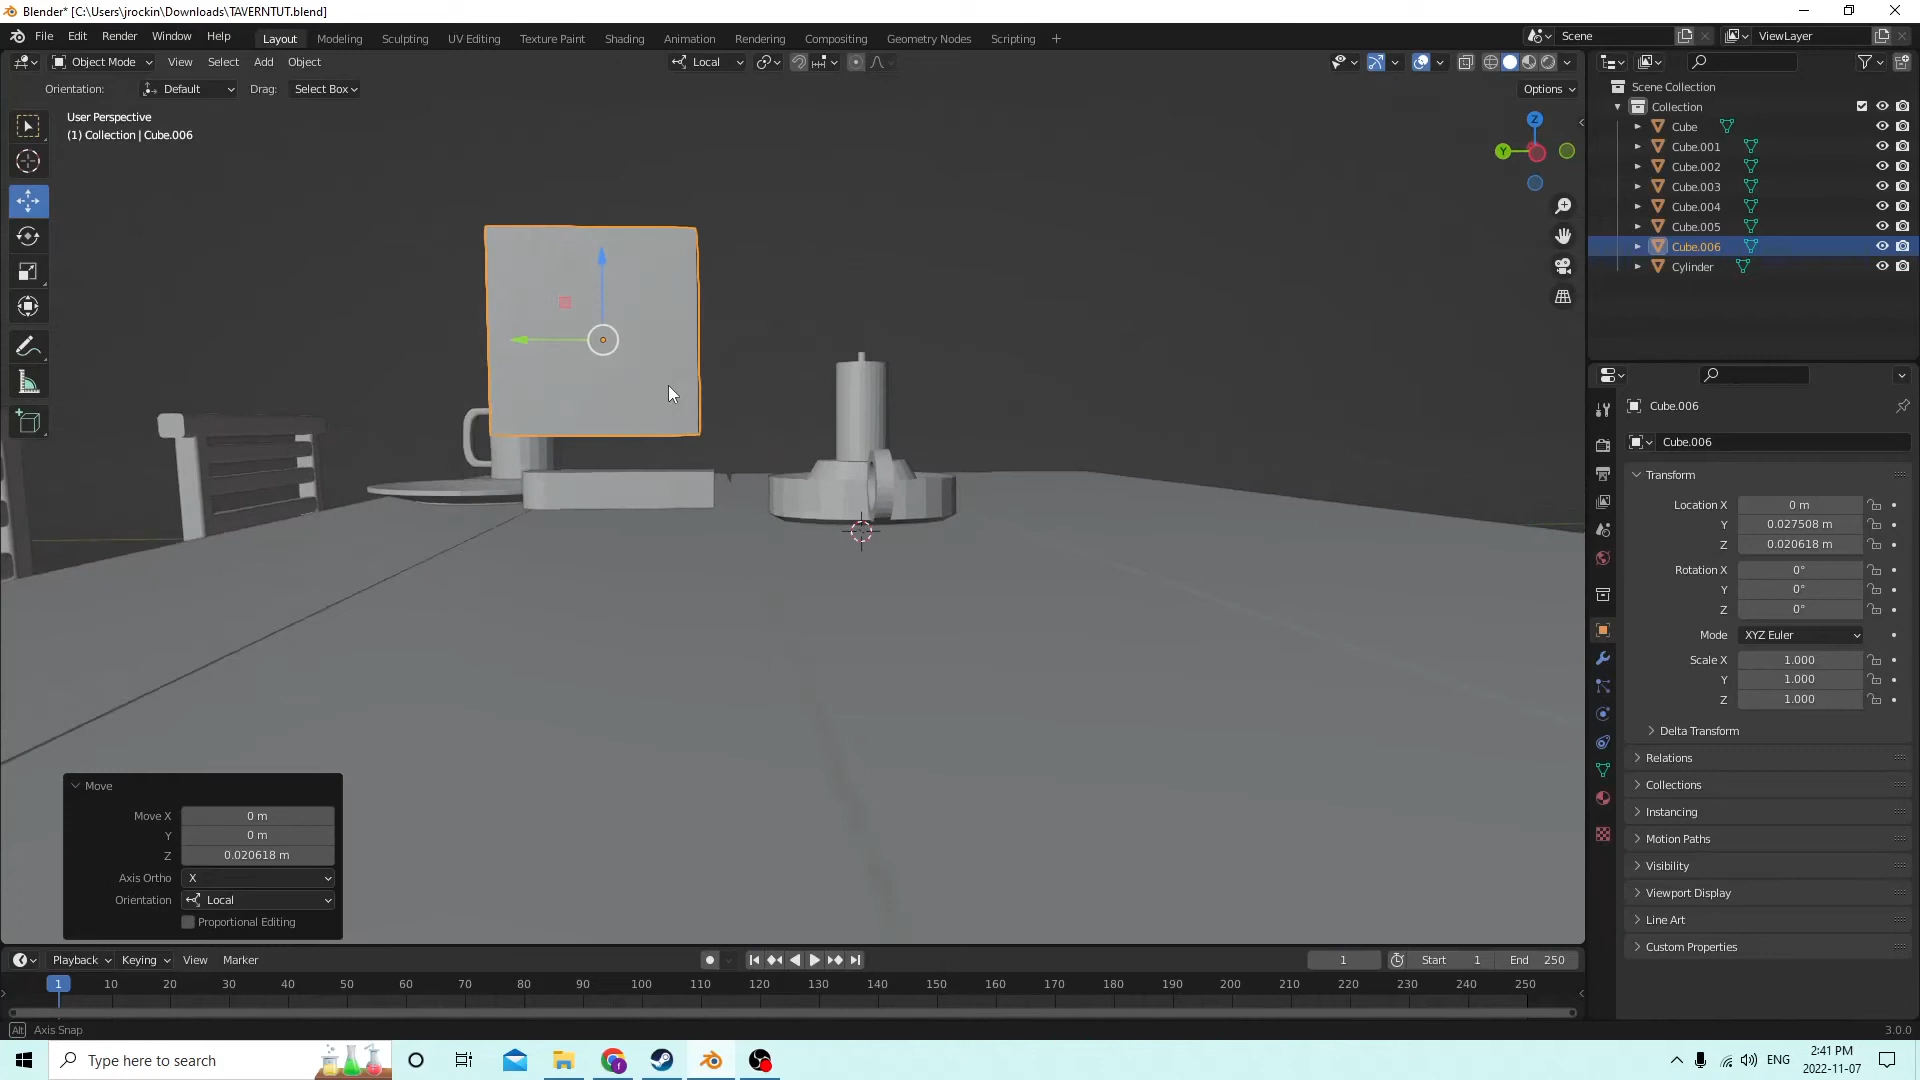 Blender* [C:\Users\jrockin\Downloads\TAVERNTUT.blend]
File Edit Render Window Help
Layout Modeling Sculpting UV Editing Texture Paint Shading Animation Rendering Compositing Geometry Nodes Scripting +
Scene
ViewLayer
Object Mode View Select Add Object
Local
Orientation: Default Drag: Select Box
Options
User Perspective
(1) Collection | Cube.006
Z
Y
Scene Collection
Collection
Cube
Cube.001
Cube.002
Cube.003
Cube.004
Cube.005
Cube.006
Cylinder
Cube.006
Cube.006
Transform
Location X 0 m
Y 0.027508 m
Z 0.020618 m
Rotation X 0°
Y 0°
Z 0°
Mode XYZ Euler
Scale X 1.000
Y 1.000
Z 1.000
Delta Transform
Relations
Collections
Instancing
Motion Paths
Visibility
Viewport Display
Line Art
Custom Properties
Move
Move X 0 m
Y 0 m
Z 0.020618 m
Axis Ortho X
Orientation Local
Proportional Editing
Playback Keying View Marker
1 Start 1 End 250
1 10 20 30 40 50 60 70 80 90 100 110 120 130 140 150 160 170 180 190 200 210 220 230 240 250
Alt Axis Snap
3.0.0
Type here to search
ENG
2:41 PM
2022-11-07